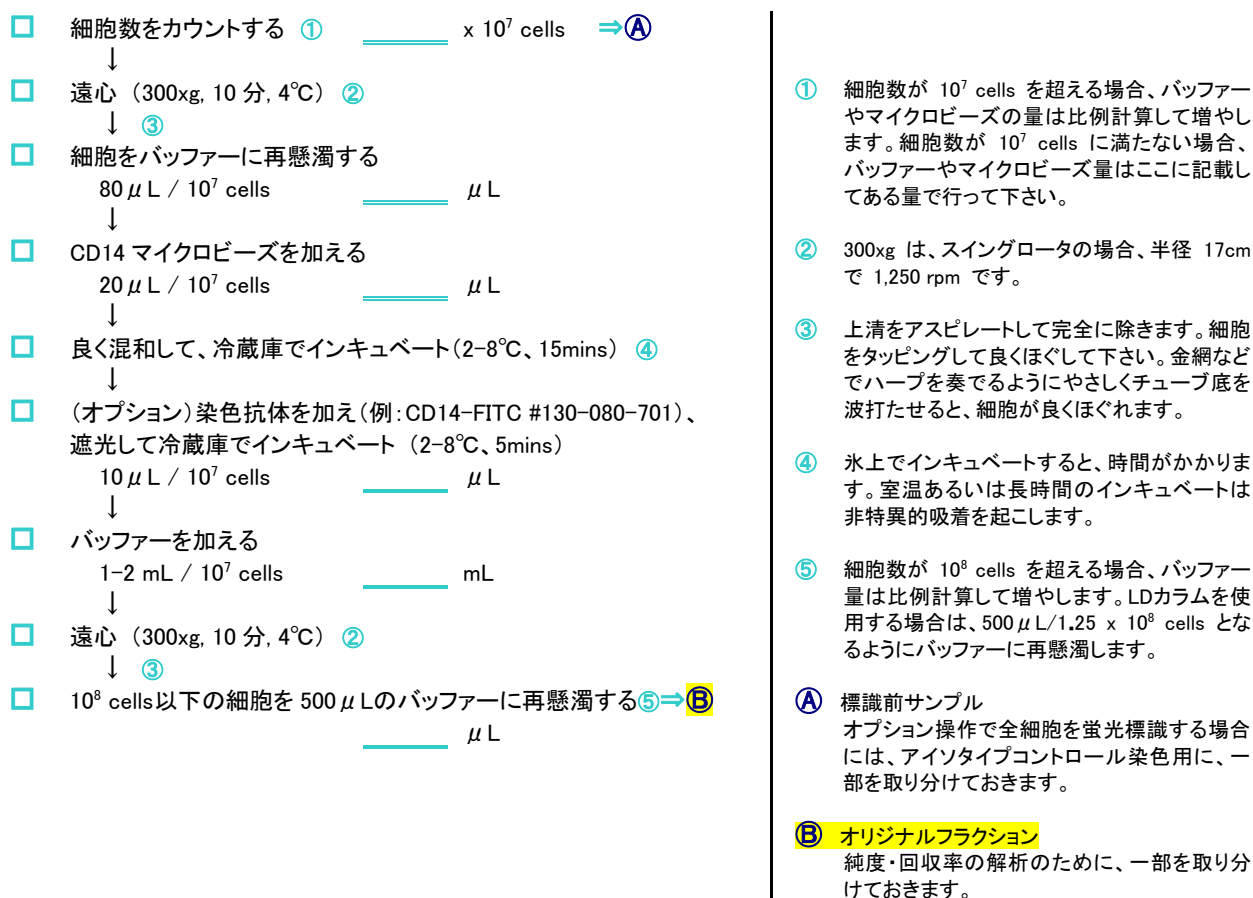 □ 細胞数をカウントする ① ______ x 10⁷ cells ⇒Ⓐ
↓
□ 遠心 (300xg, 10 分, 4℃) ②
↓ ③
□ 細胞をバッファーに再懸濁する
80μL / 10⁷ cells ______ μL
↓
□ CD14 マイクロビーズを加える
20μL / 10⁷ cells ______ μL
↓
□ 良く混和して、冷蔵庫でインキュベート(2-8℃、15mins) ④
↓
□ (オプション)染色抗体を加え(例:CD14-FITC #130-080-701)、
遮光して冷蔵庫でインキュベート (2-8℃、5mins)
10μL / 10⁷ cells ______ μL
↓
□ バッファーを加える
1-2 mL / 10⁷ cells ______ mL
↓
□ 遠心 (300xg, 10 分, 4℃) ②
↓ ③
□ 10⁸ cells以下の細胞を 500μLのバッファーに再懸濁する⑤⇒Ⓑ
______ μL
① 細胞数が 10⁷ cells を超える場合、バッファー
やマイクロビーズの量は比例計算して増やし
ます。細胞数が 10⁷ cells に満たない場合、
バッファーやマイクロビーズ量はここに記載し
てある量で行って下さい。
② 300xg は、スイングロータの場合、半径 17cm
で 1,250 rpm です。
③ 上清をアスピレートして完全に除きます。細胞
をタッピングして良くほぐして下さい。金網など
でハープを奏でるようにやさしくチューブ底を
波打たせると、細胞が良くほぐれます。
④ 氷上でインキュベートすると、時間がかかりま
す。室温あるいは長時間のインキュベートは
非特異的吸着を起こします。
⑤ 細胞数が 10⁸ cells を超える場合、バッファー
量は比例計算して増やします。LDカラムを使
用する場合は、500μL/1.25 x 10⁸ cells とな
るようにバッファーに再懸濁します。
Ⓐ 標識前サンプル
オプション操作で全細胞を蛍光標識する場合
には、アイソタイプコントロール染色用に、一
部を取り分けておきます。
Ⓑ オリジナルフラクション
純度・回収率の解析のために、一部を取り分
けておきます。